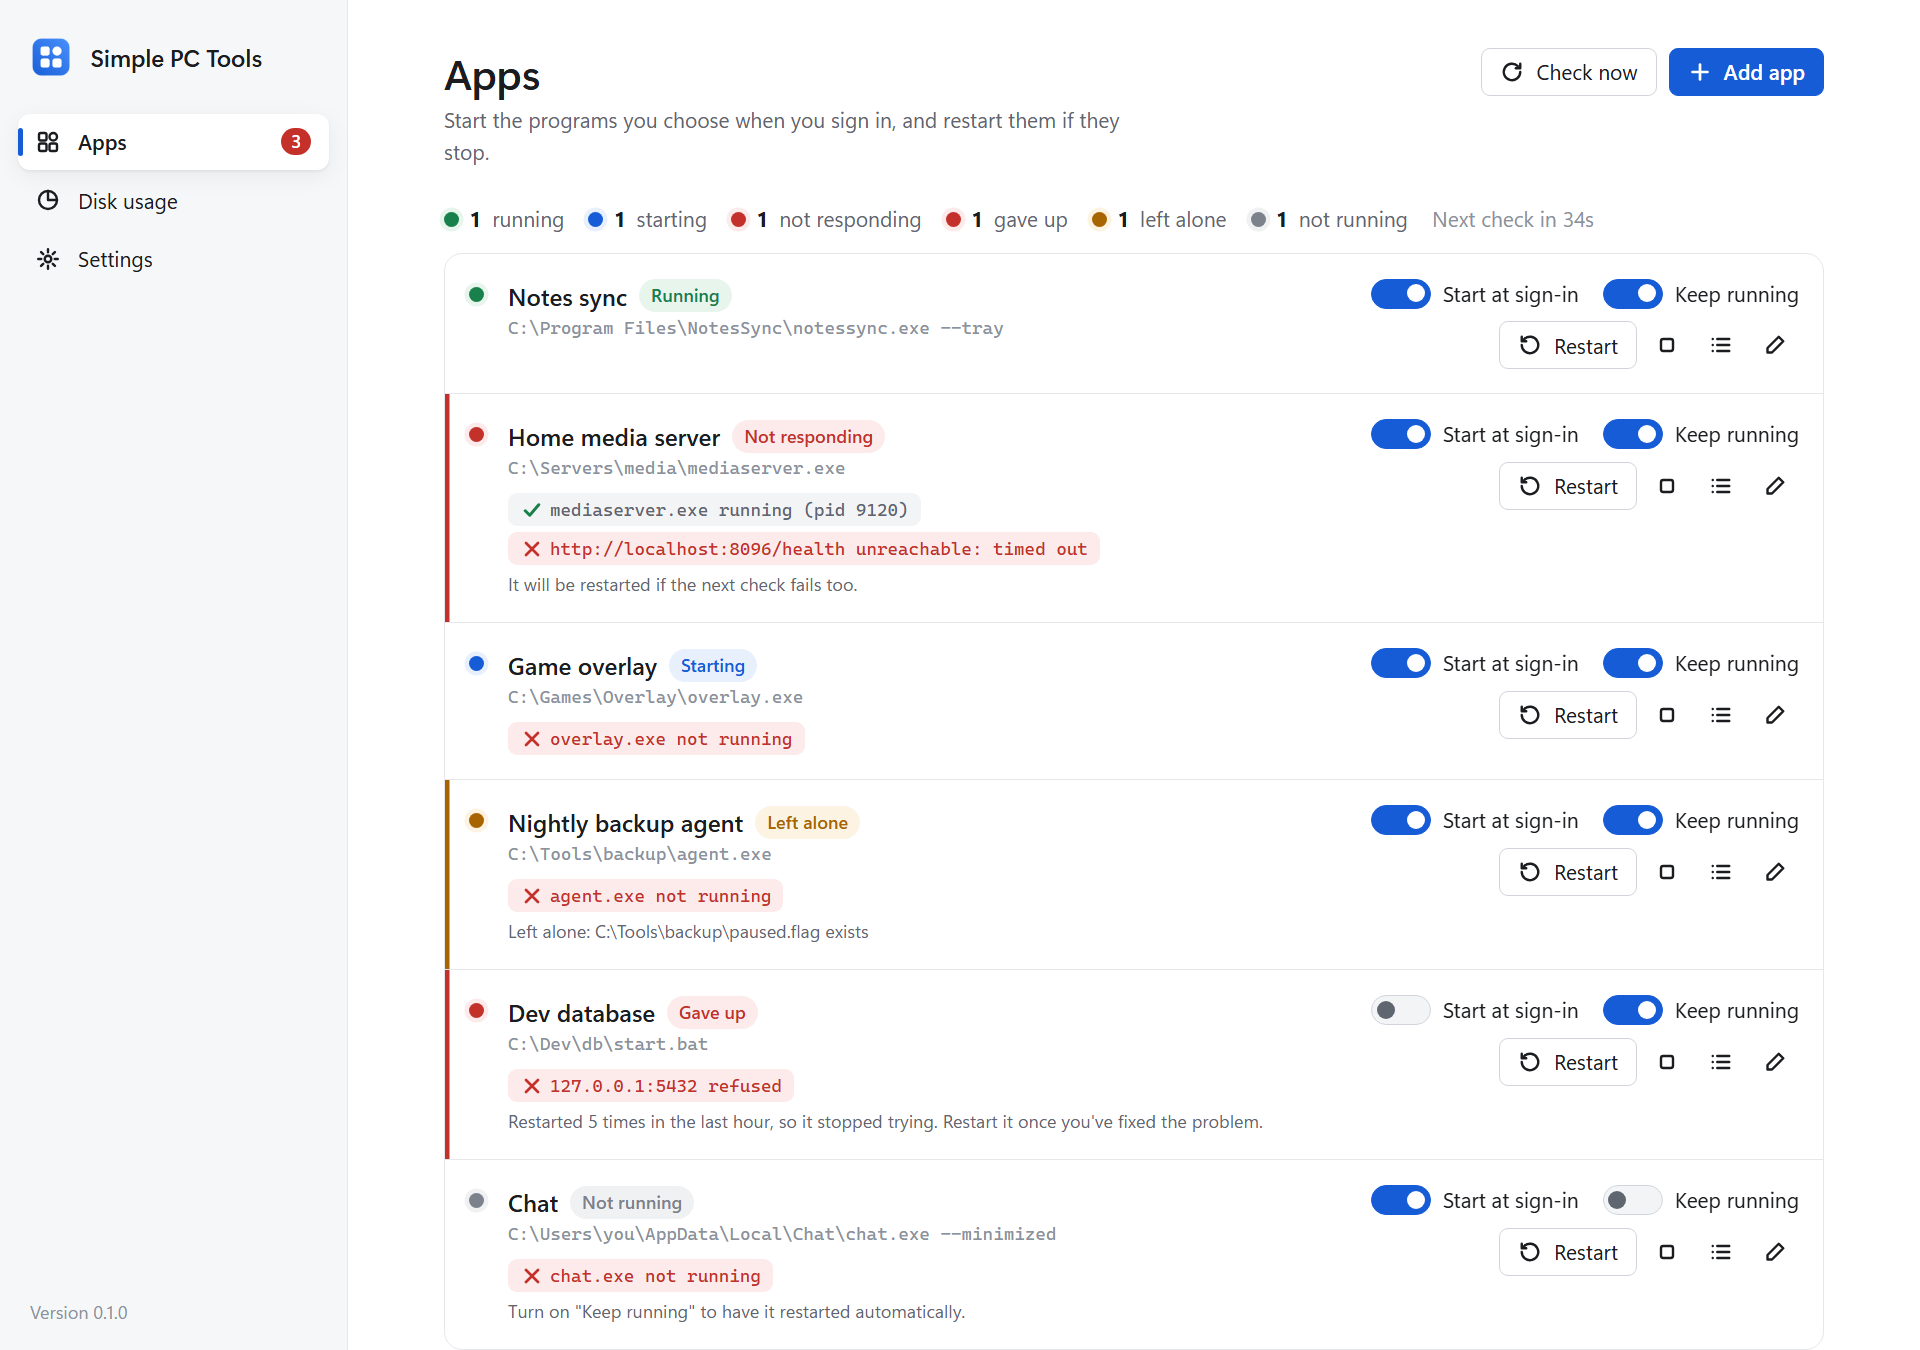 Simple PC Tools
Apps
3
Disk usage
Settings
Version 0.1.0
Apps
Start the programs you choose when you sign in, and restart them if they
stop.
Check now
Add app
1 running 1 starting 1 not responding 1 gave up 1 left alone 1 not running Next check in 34s
Notes sync Running
C:\Program Files\NotesSync\notessync.exe --tray
Start at sign-in Keep running
Restart
Home media server Not responding
C:\Servers\media\mediaserver.exe
mediaserver.exe running (pid 9120)
http://localhost:8096/health unreachable: timed out
It will be restarted if the next check fails too.
Start at sign-in Keep running
Restart
Game overlay Starting
C:\Games\Overlay\overlay.exe
overlay.exe not running
Start at sign-in Keep running
Restart
Nightly backup agent Left alone
C:\Tools\backup\agent.exe
agent.exe not running
Left alone: C:\Tools\backup\paused.flag exists
Start at sign-in Keep running
Restart
Dev database Gave up
C:\Dev\db\start.bat
127.0.0.1:5432 refused
Restarted 5 times in the last hour, so it stopped trying. Restart it once you've fixed the problem.
Start at sign-in Keep running
Restart
Chat Not running
C:\Users\you\AppData\Local\Chat\chat.exe --minimized
chat.exe not running
Turn on "Keep running" to have it restarted automatically.
Start at sign-in Keep running
Restart